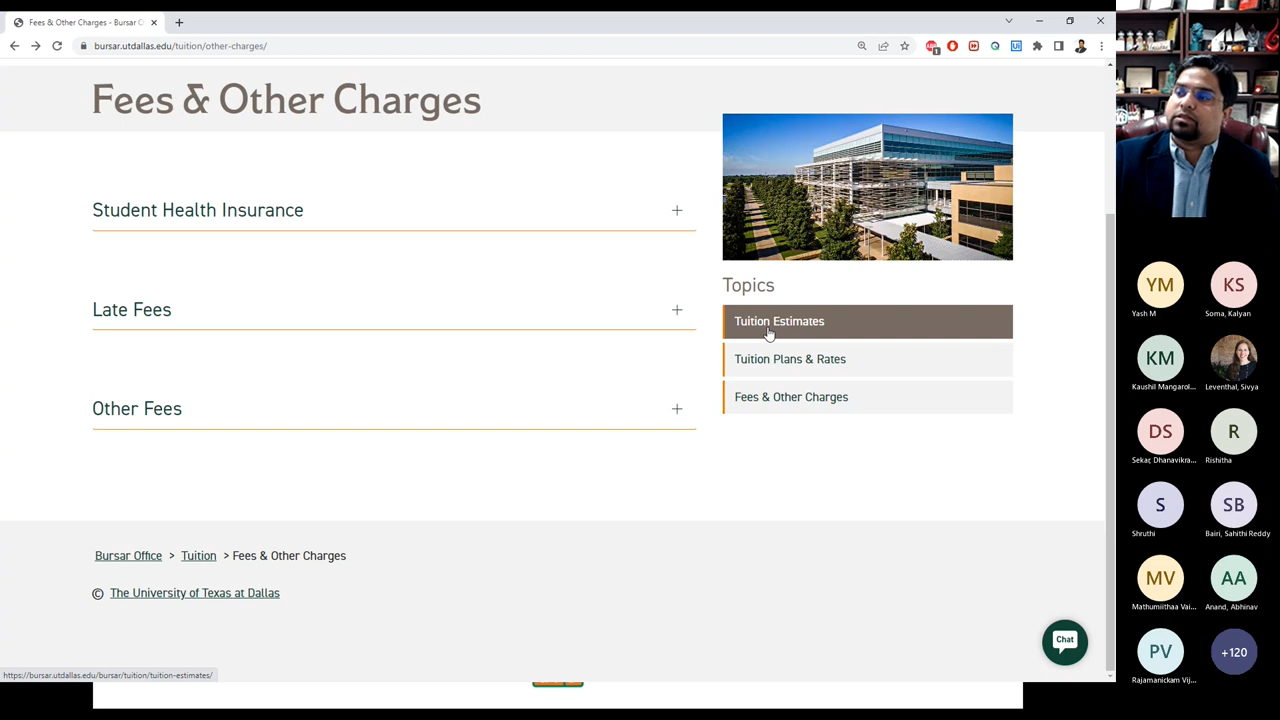 Fees & Other Charges - Bursar O
bursar.utdallas.edu/tuition/other-charges/
Fees & Other Charges
Student Health Insurance
Late Fees
Other Fees
Topics
Tuition Estimates
Tuition Plans & Rates
Fees & Other Charges
Bursar Office > Tuition > Fees & Other Charges
© The University of Texas at Dallas
Chat
https://bursar.utdallas.edu/bursar/tuition/tuition-estimates/
YM
Yash M
KS
Soma, Kalyan
KM
Kaushil Mangarol...
Leventhal, Sivya
DS
Sekar, Dhanavikra...
R
Rishitha
S
Shruthi
SB
Bairi, Sahithi Reddy
MV
Mathumiithaa Vai...
AA
Anand, Abhinav
PV
Rajamanickam Vij...
+120